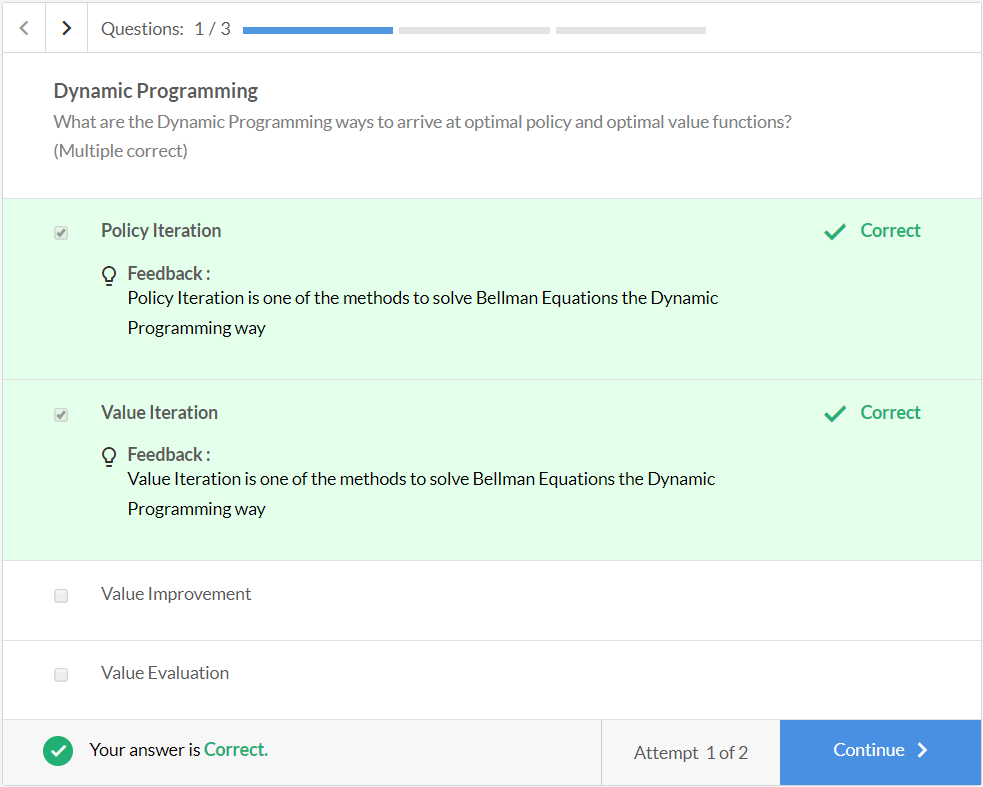 Questions: 1 / 3
Dynamic Programming
What are the Dynamic Programming ways to arrive at optimal policy and optimal value functions?
(Multiple correct)
Policy Iteration
Correct
Feedback :
Policy Iteration is one of the methods to solve Bellman Equations the Dynamic
Programming way
Value Iteration
Correct
Feedback :
Value Iteration is one of the methods to solve Bellman Equations the Dynamic
Programming way
Value Improvement
Value Evaluation
Your answer is Correct.
Attempt 1 of 2
Continue